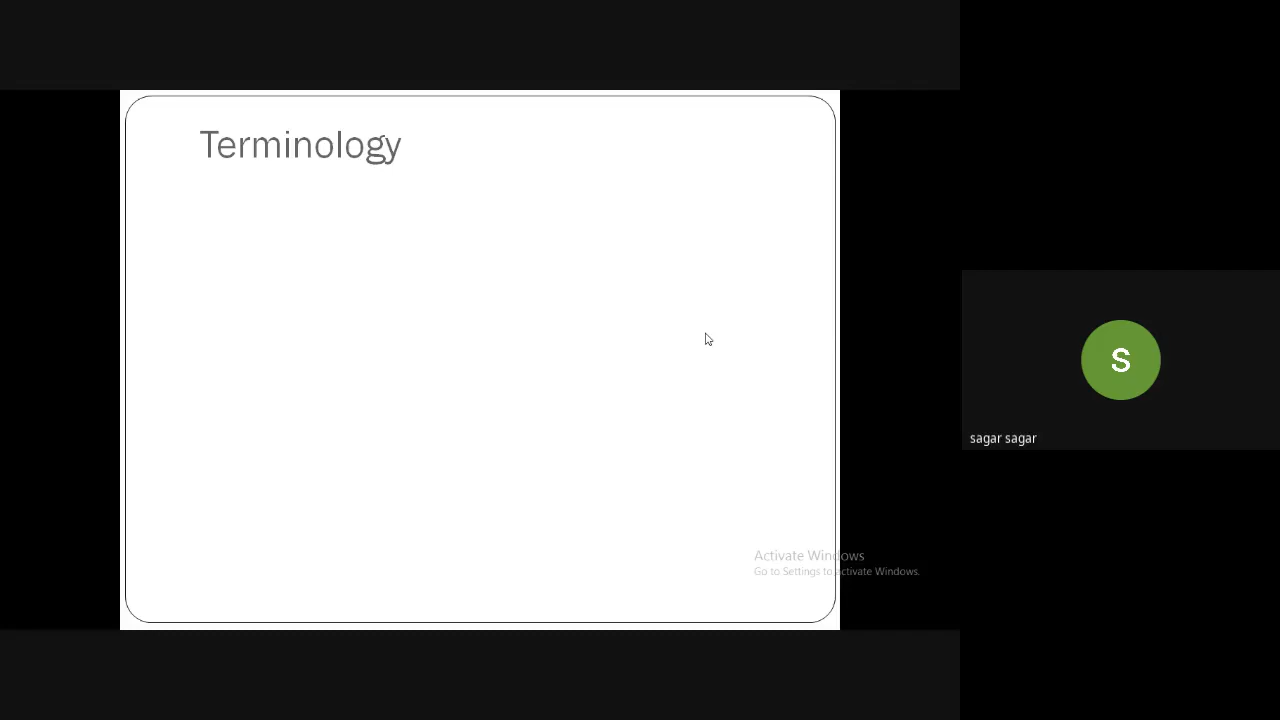 Terminology
S
sagar sagar
Activate Windows
Go to Settings to activate Windows.